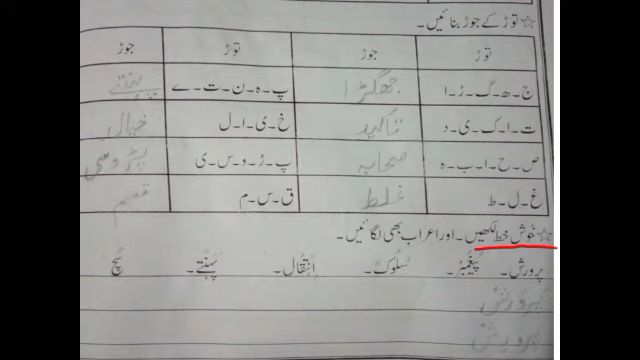 ☆توڑ کے جوڑ بنائیں۔
توڑ جوڑ توڑ جوڑ
ج۔ھ۔گ۔ڑ۔ا جھگڑا پ۔ہ۔ن۔ت۔ے پہنتے
ت۔ا۔ک۔ی۔د تاکید خ۔ی۔ا۔ل خیال
ص۔ح۔ا۔ب۔ہ صحابہ پ۔ڑ۔و۔س۔ی پڑوسی
غ۔ل۔ط غلط ق۔س۔م قسم
☆خوش خط لکھیں۔ اور اعراب بھی لگائیں۔
پرورش۔ پیغمبرؐ۔ سلوک۔ انتقال۔ پہنتے۔ سچ
پرورش
پرورش